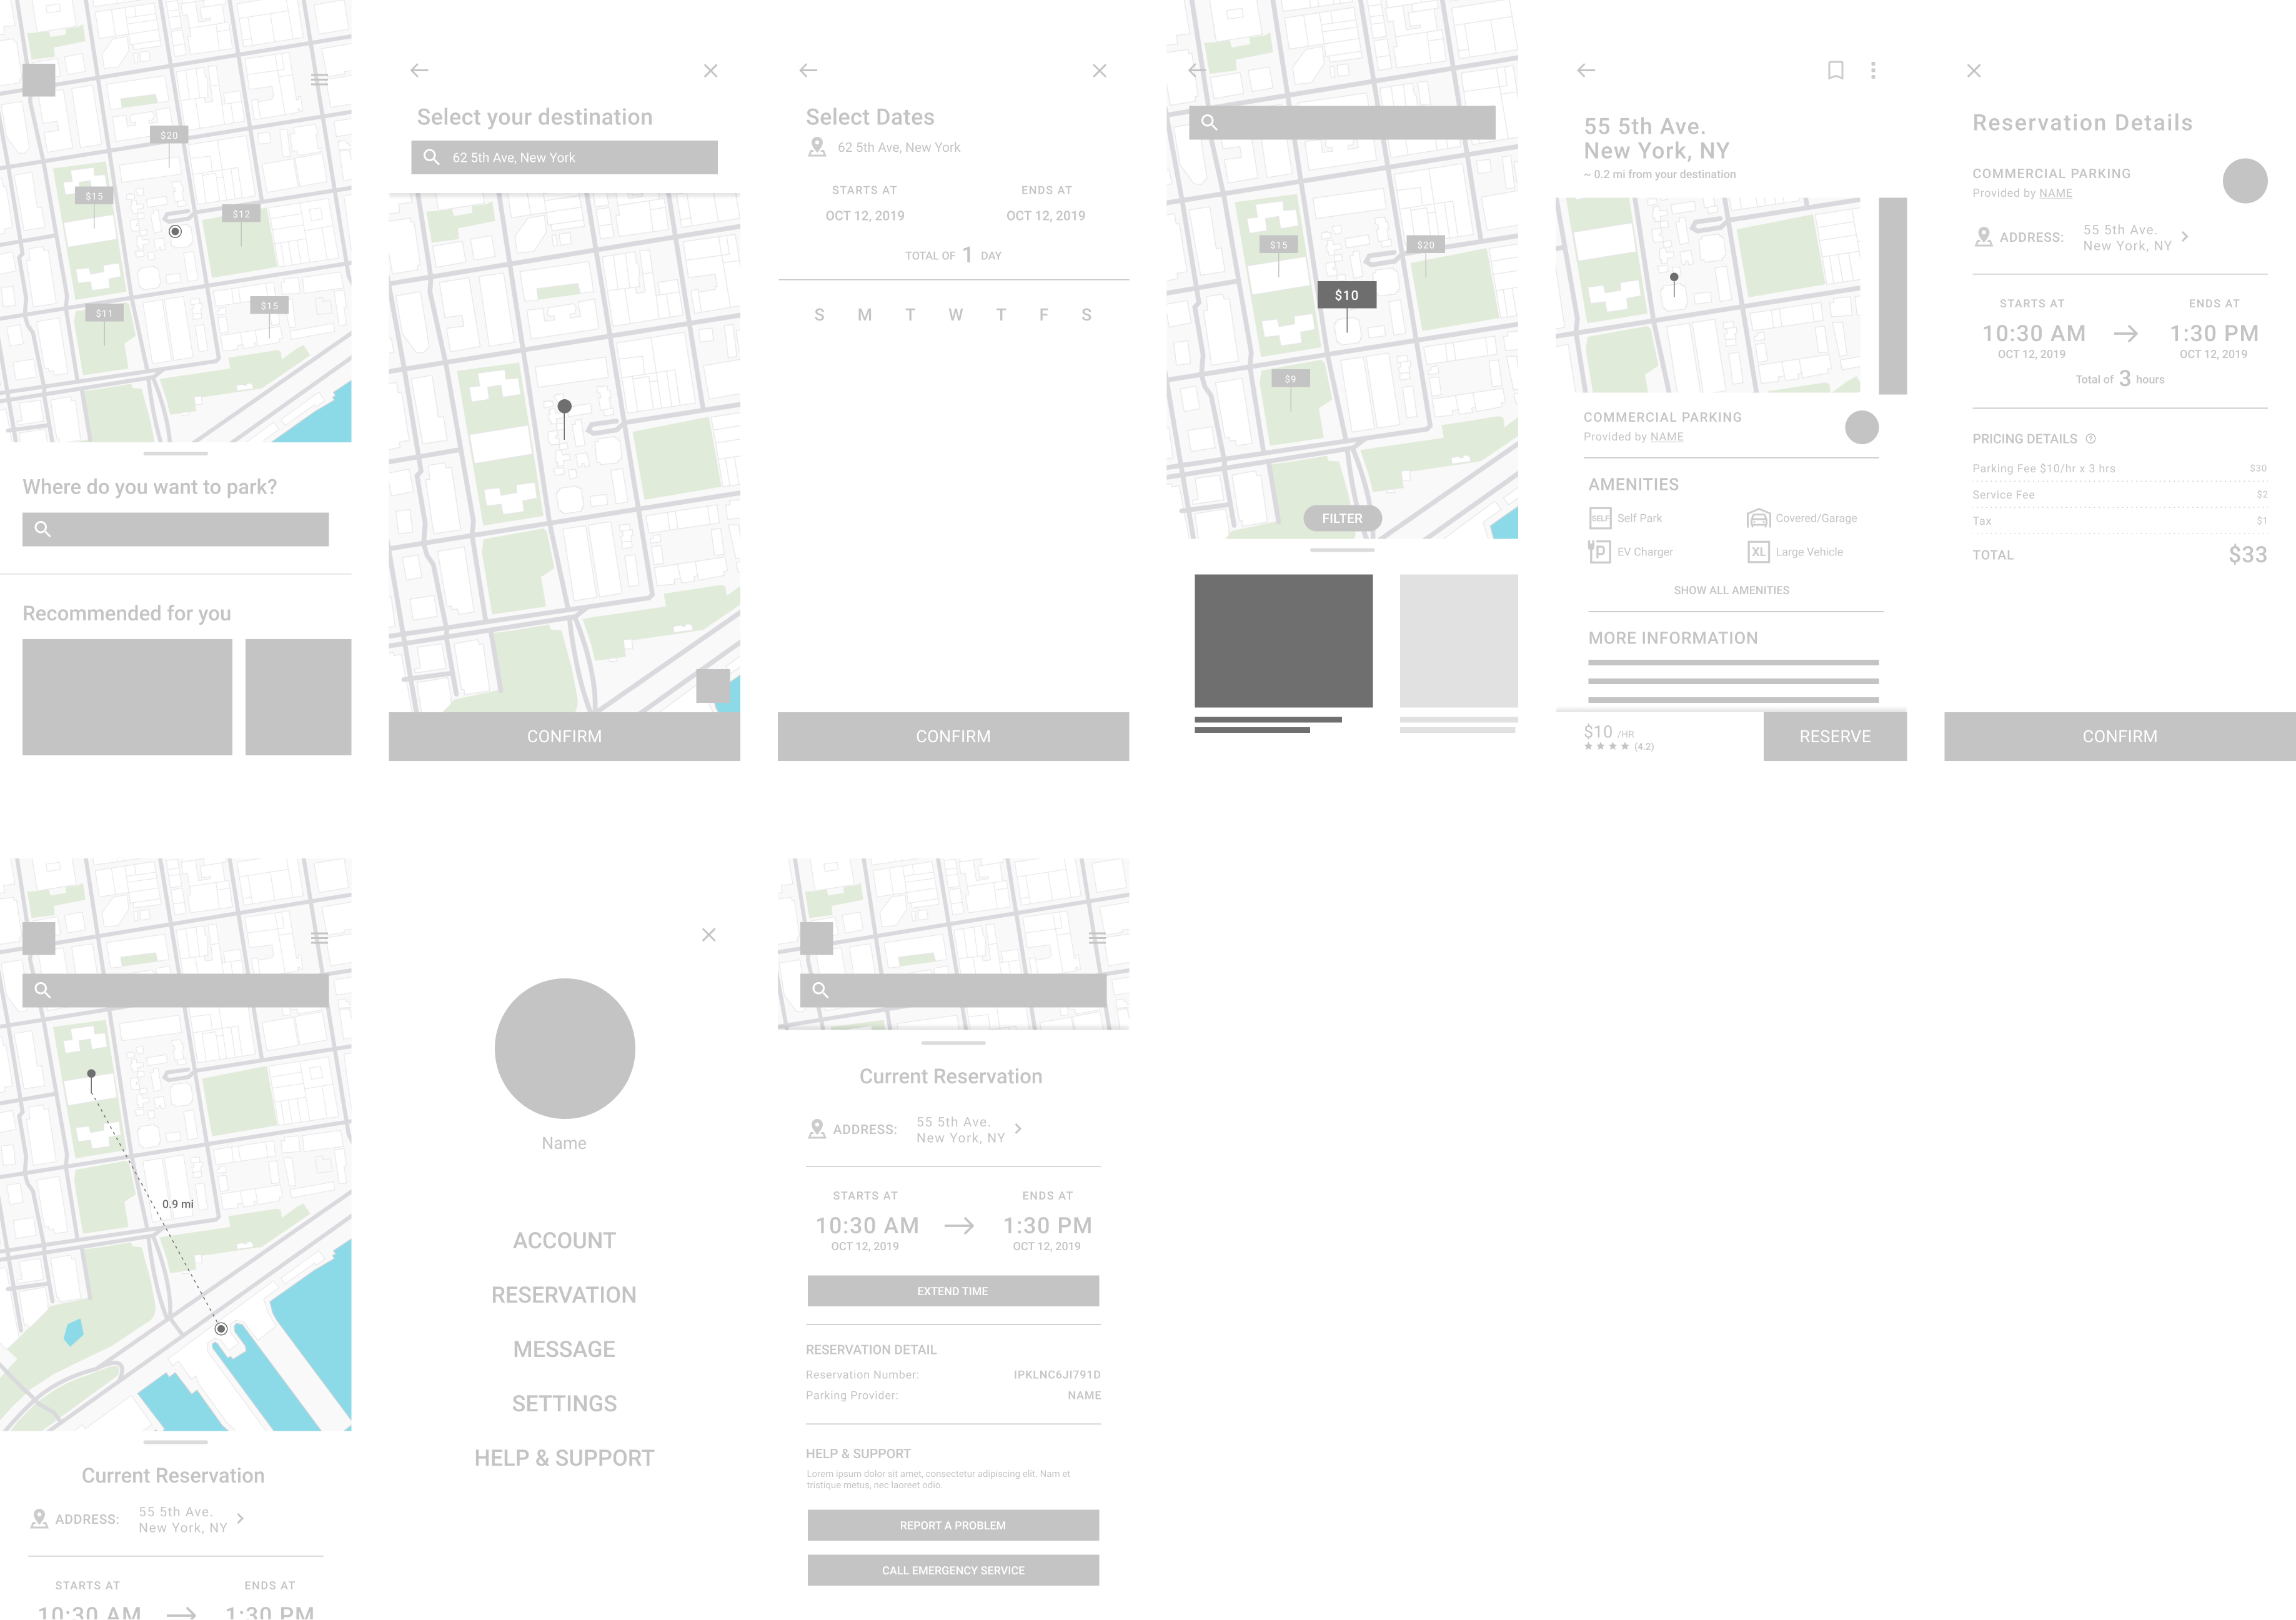 $20
$15
$12
$15
$11
Where do you want to park?
Recommended for you
Select your destination
62 5th Ave, New York
CONFIRM
Select Dates
62 5th Ave, New York
STARTS AT
ENDS AT
OCT 12, 2019
OCT 12, 2019
TOTAL OF 1 DAY
S M T W T F S
CONFIRM
$15
$20
$10
$9
FILTER
55 5th Ave.
New York, NY
~ 0.2 mi from your destination
COMMERCIAL PARKING
Provided by NAME
AMENITIES
SELF Self Park
Covered/Garage
P EV Charger
XL Large Vehicle
SHOW ALL AMENITIES
MORE INFORMATION
$10 /HR
(4.2)
RESERVE
Reservation Details
COMMERCIAL PARKING
Provided by NAME
ADDRESS:
55 5th Ave.
New York, NY
STARTS AT
ENDS AT
10:30 AM
1:30 PM
OCT 12, 2019
OCT 12, 2019
Total of 3 hours
PRICING DETAILS ?
Parking Fee $10/hr x 3 hrs $30
Service Fee $2
Tax $1
TOTAL $33
CONFIRM
0.9 mi
Current Reservation
ADDRESS:
55 5th Ave.
New York, NY
STARTS AT
ENDS AT
10:30 AM
1:30 PM
Name
ACCOUNT
RESERVATION
MESSAGE
SETTINGS
HELP & SUPPORT
Current Reservation
ADDRESS:
55 5th Ave.
New York, NY
STARTS AT
ENDS AT
10:30 AM
1:30 PM
OCT 12, 2019
OCT 12, 2019
EXTEND TIME
RESERVATION DETAIL
Reservation Number: IPKLNC6JI791D
Parking Provider: NAME
HELP & SUPPORT
Lorem ipsum dolor sit amet, consectetur adipiscing elit. Nam et
tristique metus, nec laoreet odio.
REPORT A PROBLEM
CALL EMERGENCY SERVICE